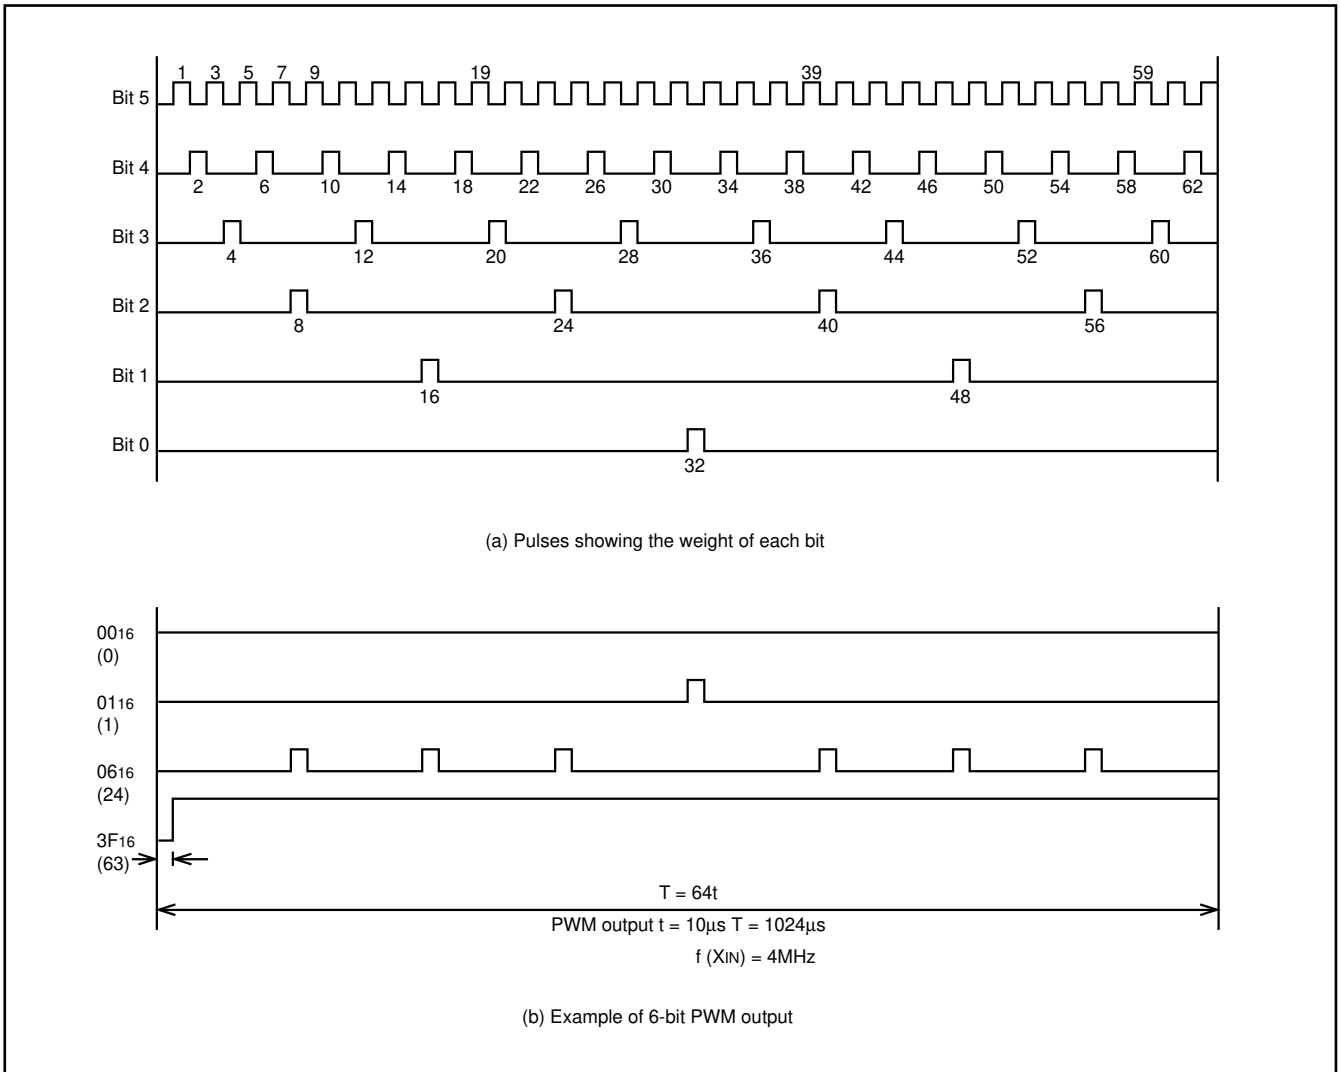 1 3 5 7 9 19 39 59
Bit 5
Bit 4
2 6 10 14 18 22 26 30 34 38 42 46 50 54 58 62
Bit 3
4 12 20 28 36 44 52 60
Bit 2
8 24 40 56
Bit 1
16 48
Bit 0
32
(a) Pulses showing the weight of each bit
0016
(0)
0116
(1)
0616
(24)
3F16
(63)
T = 64t
PWM output t = 10µs T = 1024µs
f (XIN) = 4MHz
(b) Example of 6-bit PWM output